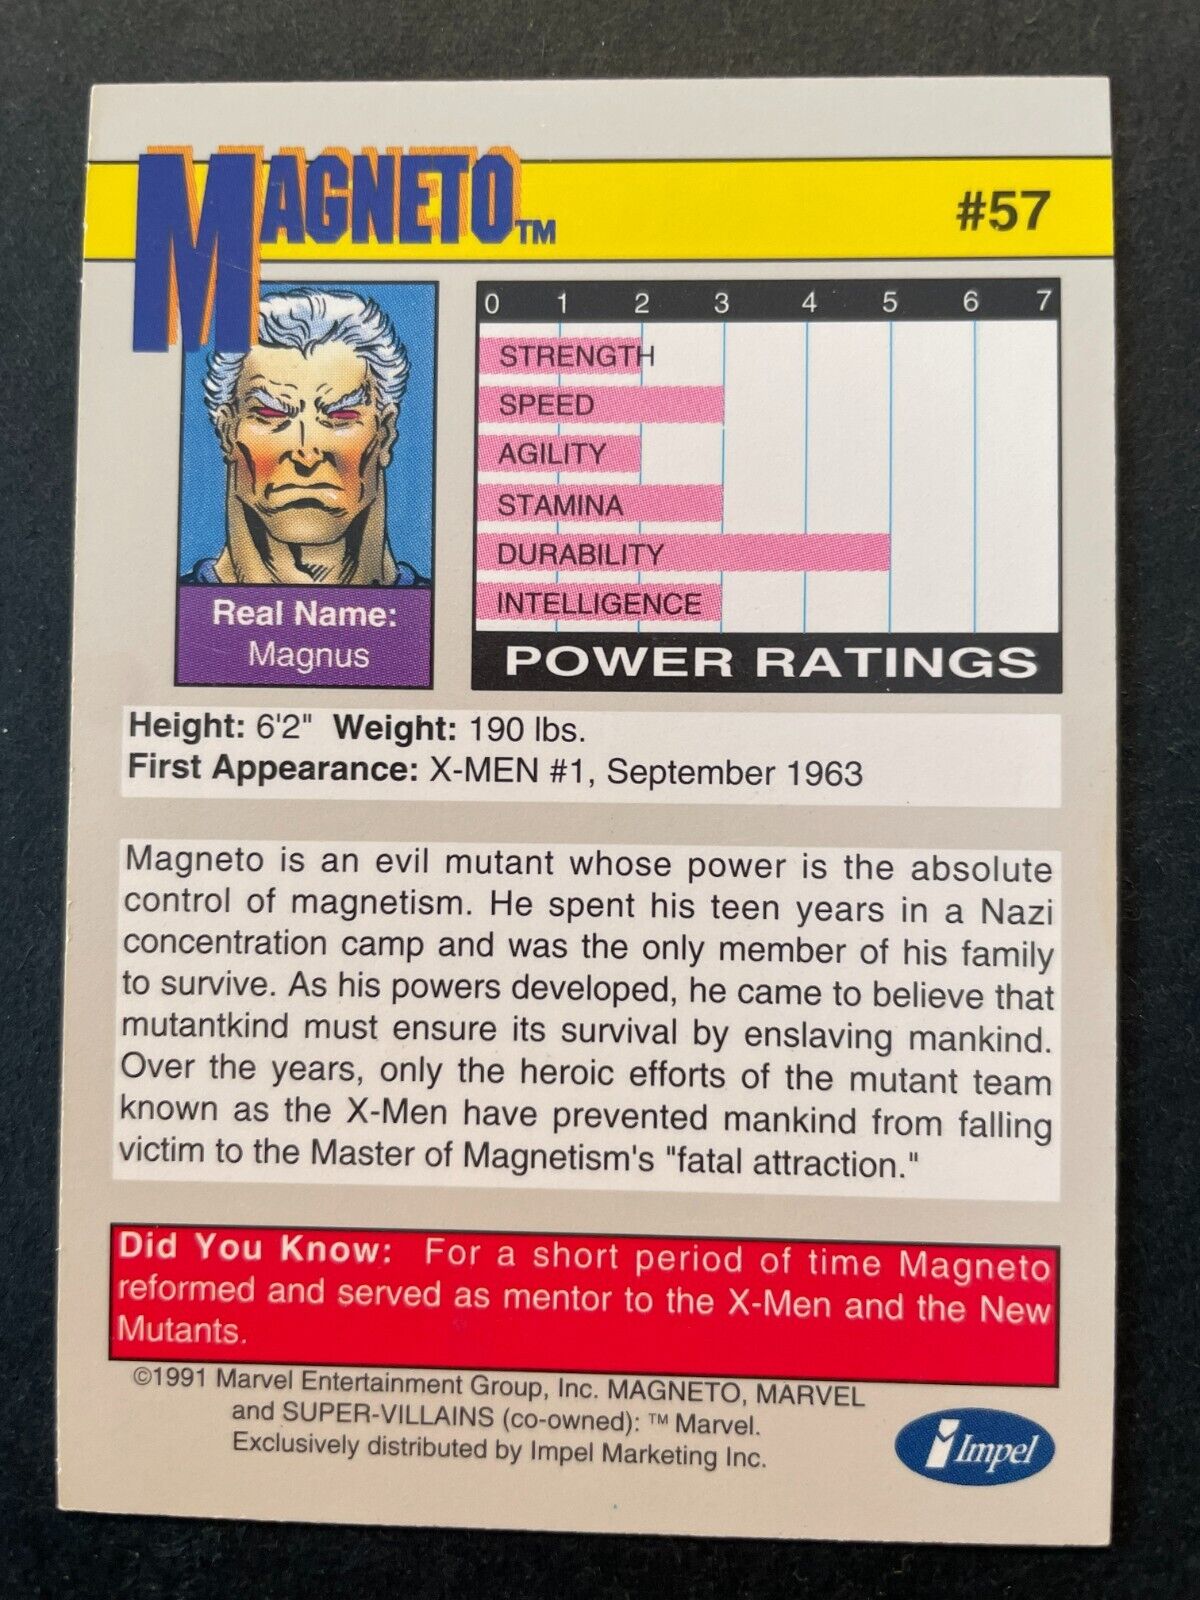 MAGNETO™
#57
0 1 2 3 4 5 6 7
STRENGTH
SPEED
AGILITY
STAMINA
DURABILITY
INTELLIGENCE
POWER RATINGS
Real Name:
Magnus
Height: 6'2" Weight: 190 lbs.
First Appearance: X-MEN #1, September 1963
Magneto is an evil mutant whose power is the absolute
control of magnetism. He spent his teen years in a Nazi
concentration camp and was the only member of his family
to survive. As his powers developed, he came to believe that
mutantkind must ensure its survival by enslaving mankind.
Over the years, only the heroic efforts of the mutant team
known as the X-Men have prevented mankind from falling
victim to the Master of Magnetism's "fatal attraction."
Did You Know: For a short period of time Magneto
reformed and served as mentor to the X-Men and the New
Mutants.
©1991 Marvel Entertainment Group, Inc. MAGNETO, MARVEL
and SUPER-VILLAINS (co-owned): ™ Marvel.
Exclusively distributed by Impel Marketing Inc.
Impel